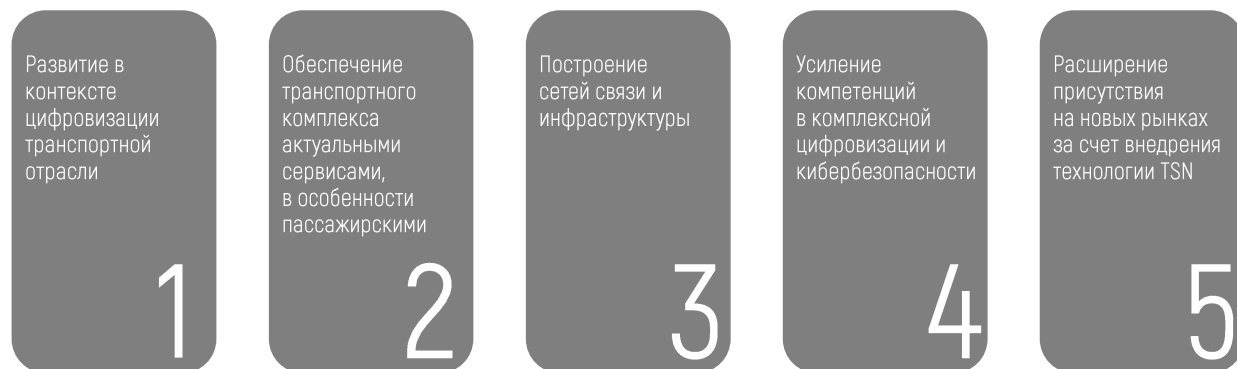 Развитие в
контексте
цифровизации
транспортной
отрасли
1
Обеспечение
транспортного
комплекса
актуальными
сервисами,
в особенности
пассажирскими
2
Построение
сетей связи и
инфраструктуры
3
Усиление
компетенций
в комплексной
цифровизации и
кибербезопасности
4
Расширение
присутствия
на новых рынках
за счет внедрения
технологии TSN
5